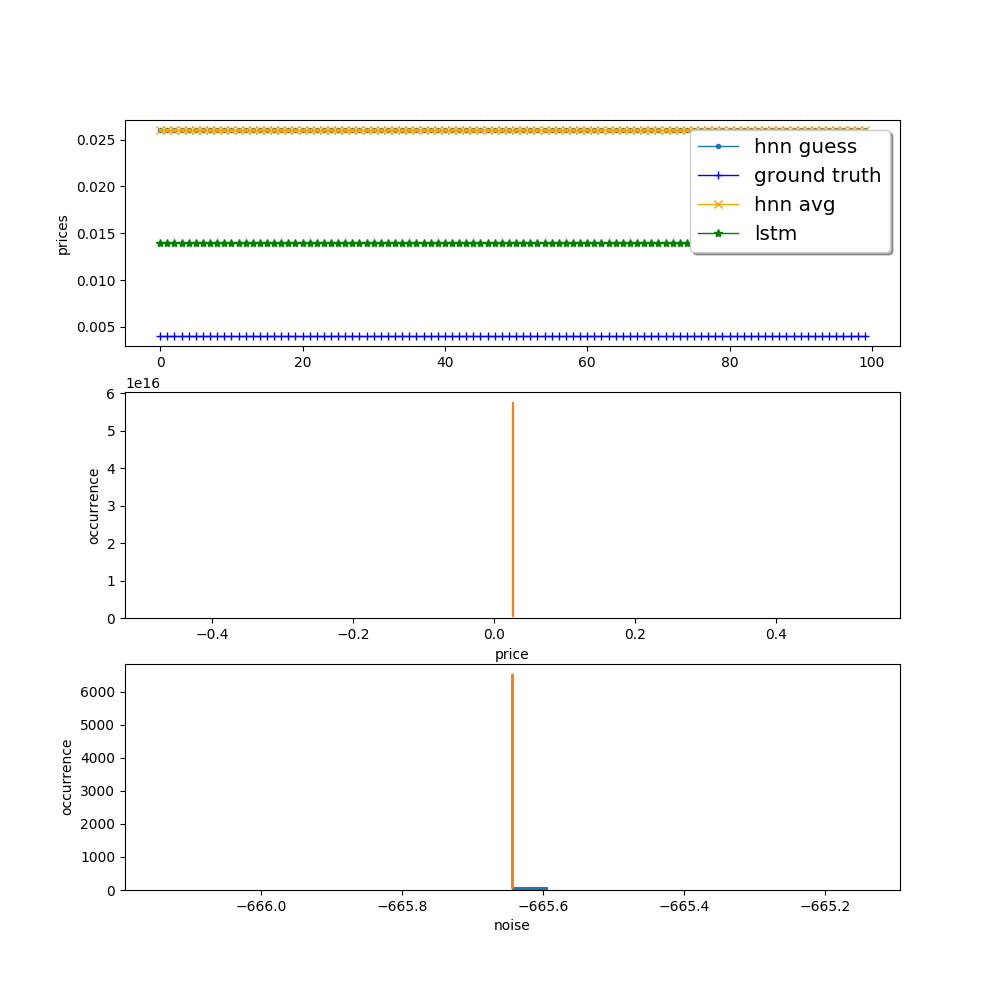 0.025
0.020
0.015
0.010
0.005
prices
hnn guess
ground truth
hnn avg
lstm
0 20 40 60 80 100
1e16
6
5
4
3
2
1
0
occurrence
−0.4 −0.2 0.0 0.2 0.4
price
6000
5000
4000
3000
2000
1000
0
occurrence
−666.0 −665.8 −665.6 −665.4 −665.2
noise